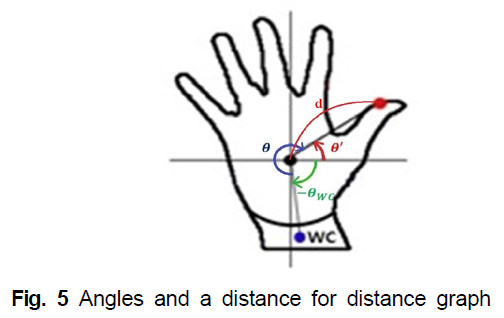 d
θ θ'
-θWC
WC
Fig. 5 Angles and a distance for distance graph